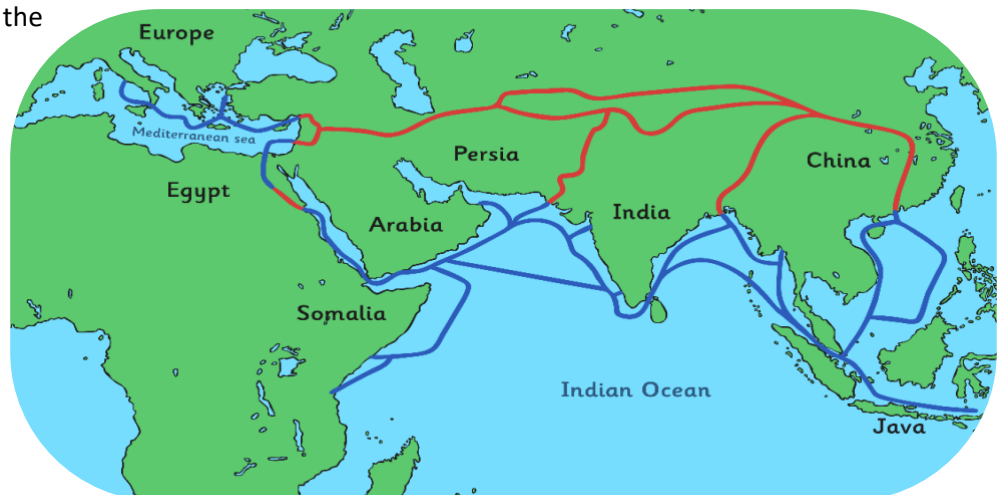 the
Europe
Mediterranean sea
Persia
China
Egypt
India
Arabia
Somalia
Indian Ocean
Java